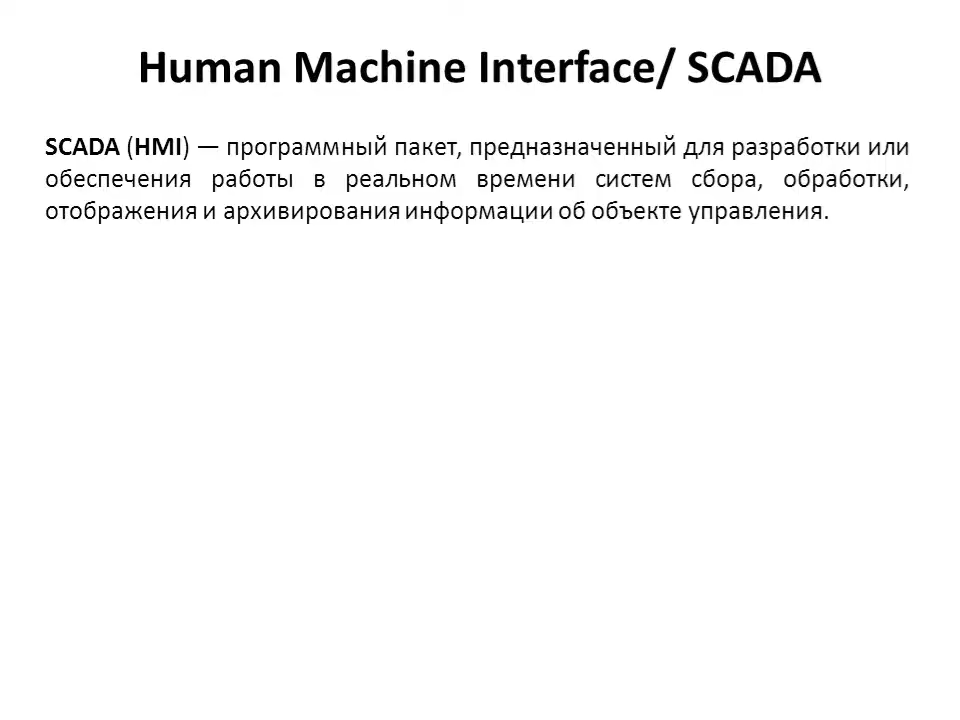 Human Machine Interface/ SCADA
SCADA (HMI) — программный пакет, предназначенный для разработки или
обеспечения работы в реальном времени систем сбора, обработки,
отображения и архивирования информации об объекте управления.